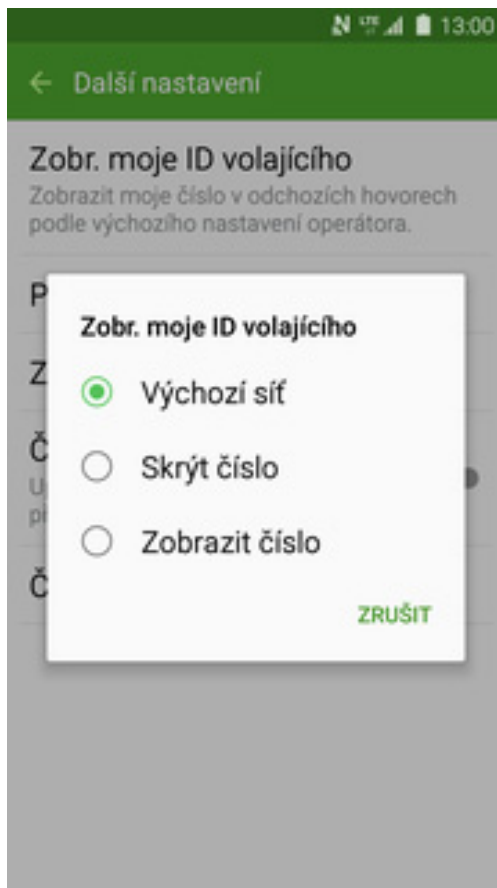 LTE 13:00
Další nastavení
Zobr. moje ID volajícího
Zobrazit moje číslo v odchozích hovorech
podle výchozího nastavení operátora.
Zobr. moje ID volajícího
Výchozí síť
Skrýt číslo
Zobrazit číslo
ZRUŠIT